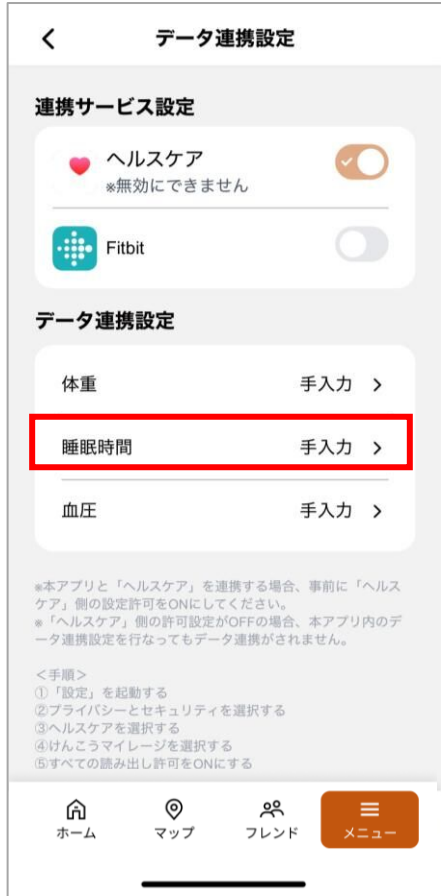 データ連携設定
連携サービス設定
ヘルスケア
※無効にできません
Fitbit
データ連携設定
体重 手入力
睡眠時間 手入力
血圧 手入力
※本アプリと「ヘルスケア」を連携する場合、事前に「ヘルス
ケア」側の設定許可をONにしてください。
※「ヘルスケア」側の許可設定がOFFの場合、本アプリ内のデ
ータ連携設定を行なってもデータ連携がされません。
＜手順＞
①「設定」を起動する
②プライバシーとセキュリティを選択する
③ヘルスケアを選択する
④けんこうマイレージを選択する
⑤すべての読み出し許可をONにする
ホーム マップ フレンド メニュー